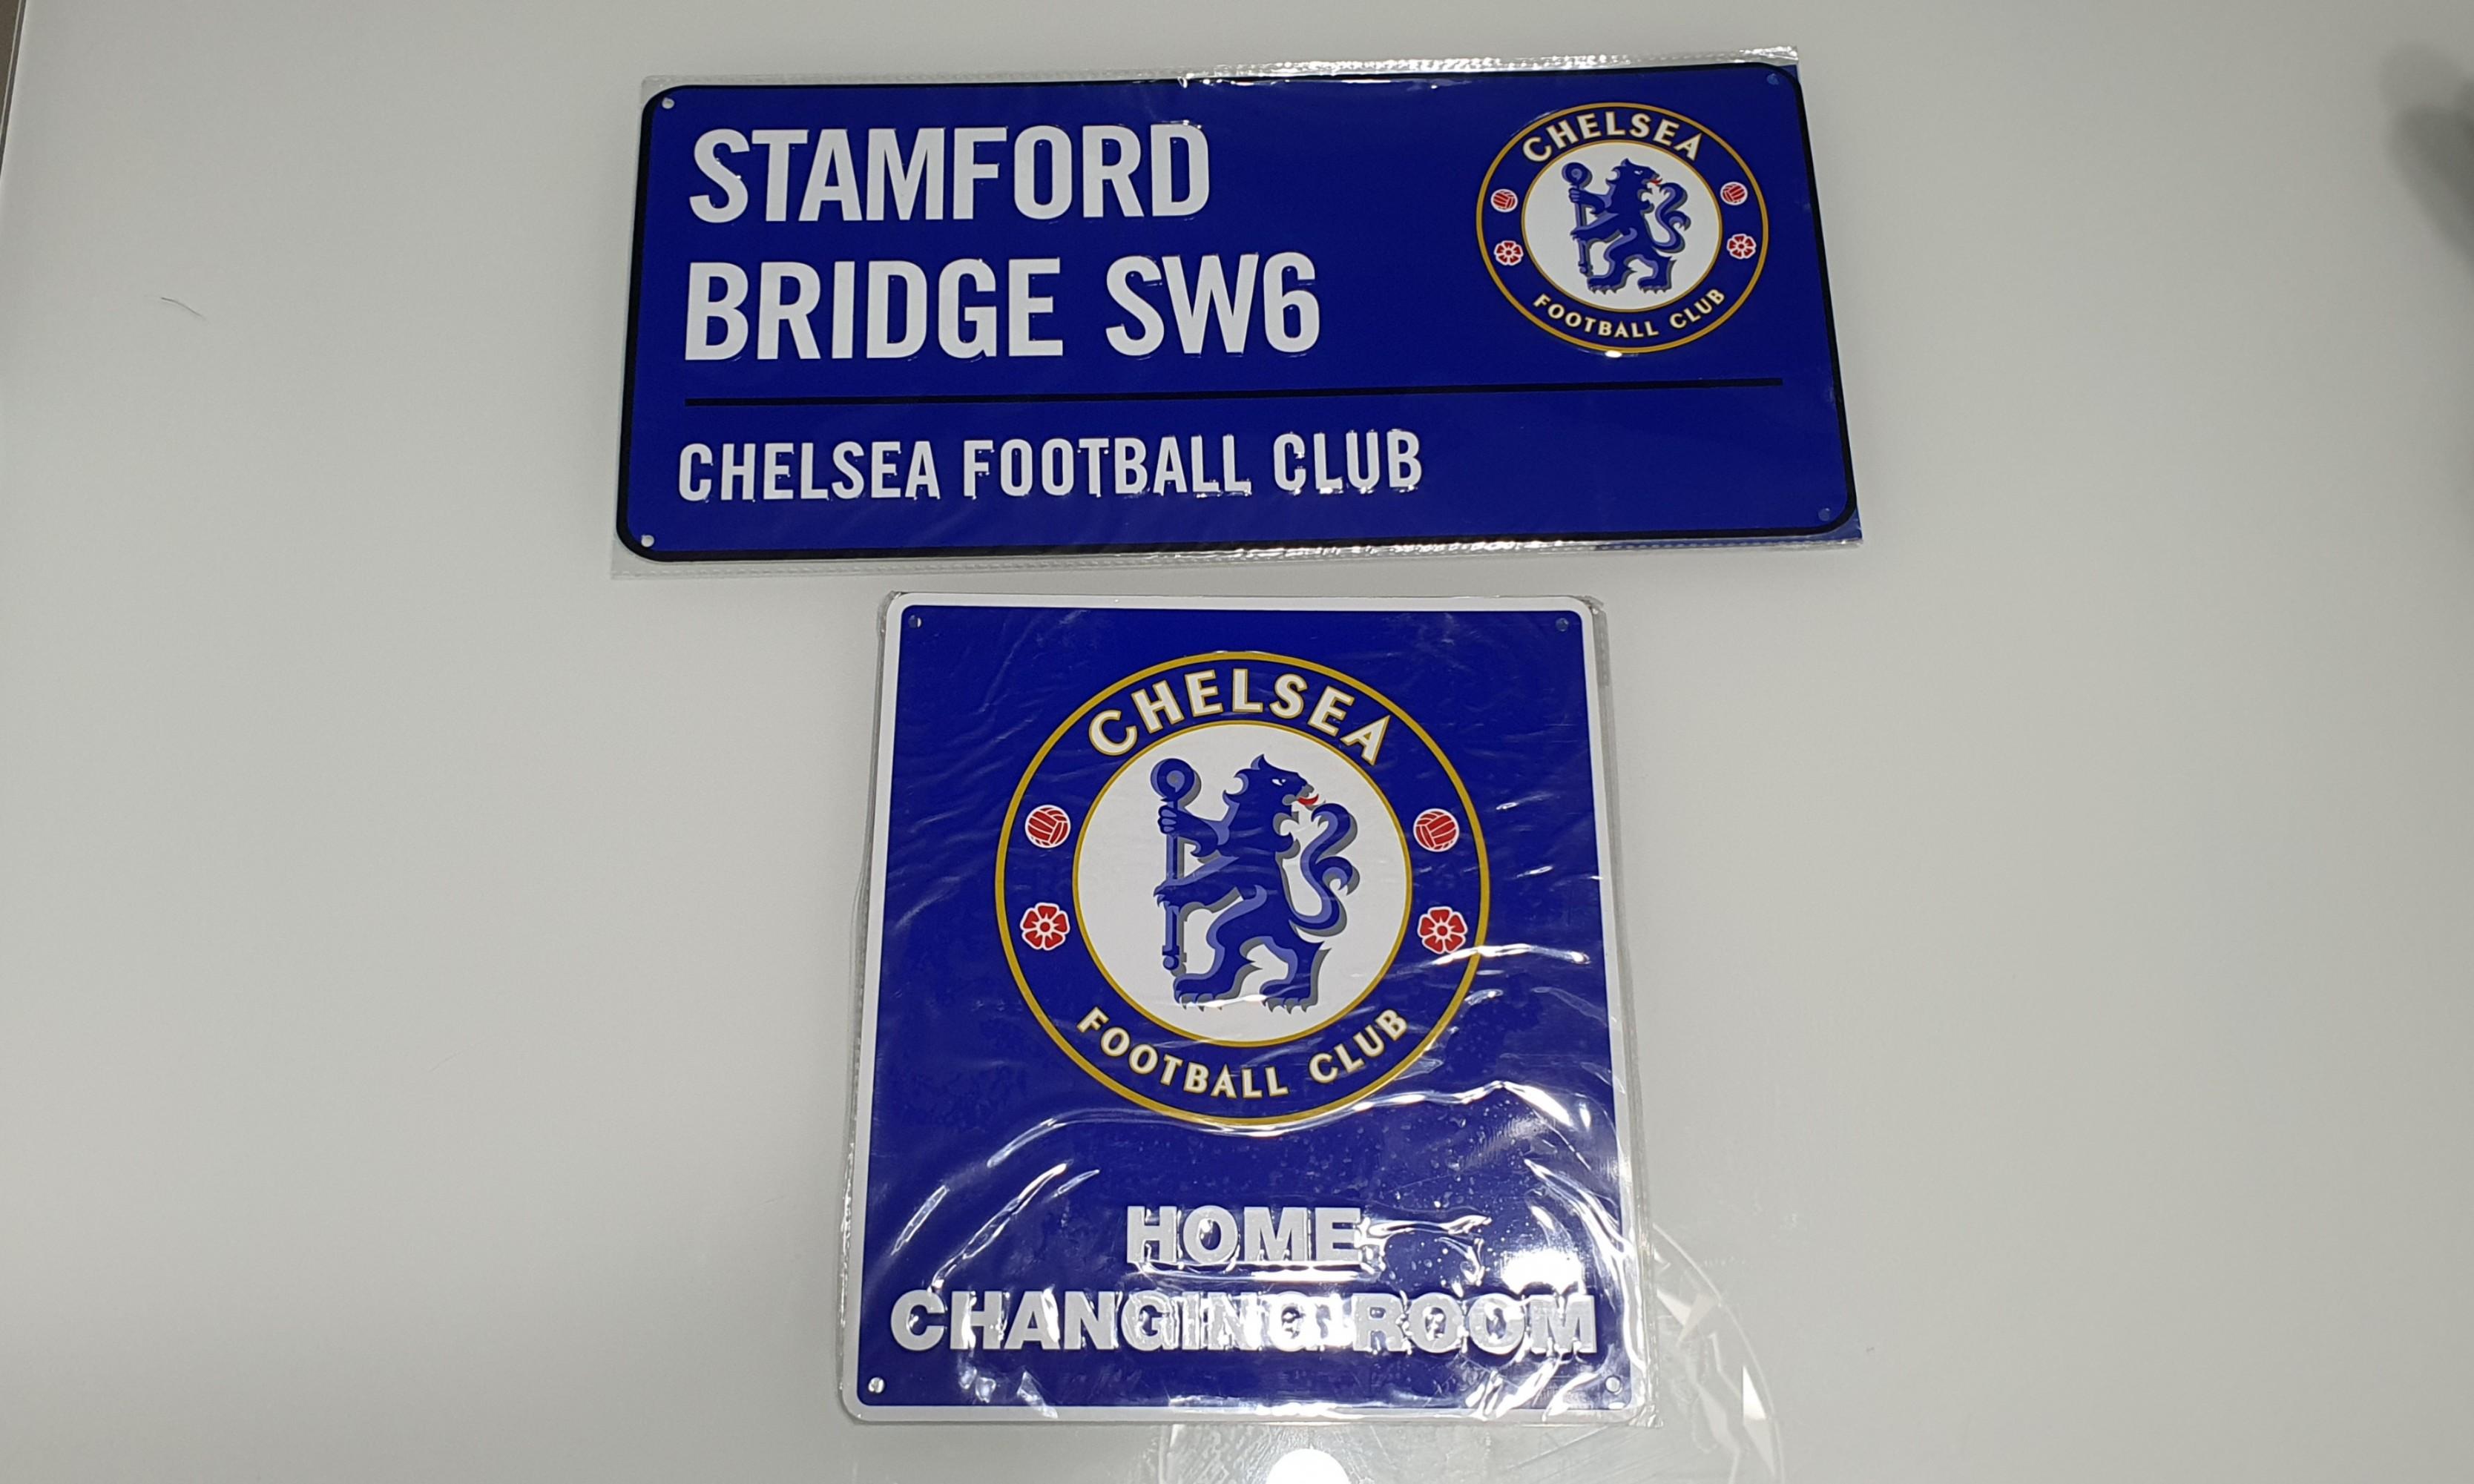 STAMFORD
BRIDGE SW6
CHELSEA
FOOTBALL CLUB
CHELSEA FOOTBALL CLUB
CHELSEA
FOOTBALL CLUB
HOME
CHANGING ROOM